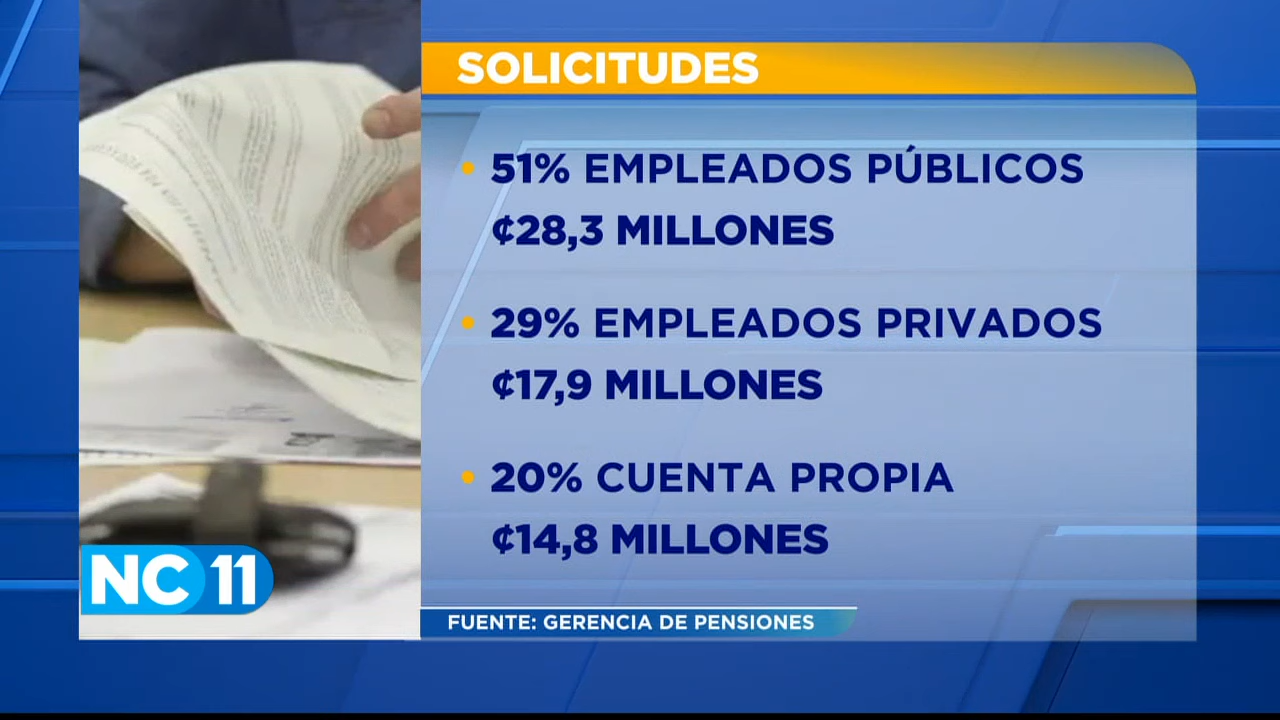 SOLICITUDES
• 51% EMPLEADOS PÚBLICOS
¢28,3 MILLONES
• 29% EMPLEADOS PRIVADOS
¢17,9 MILLONES
• 20% CUENTA PROPIA
¢14,8 MILLONES
NC 11
FUENTE: GERENCIA DE PENSIONES